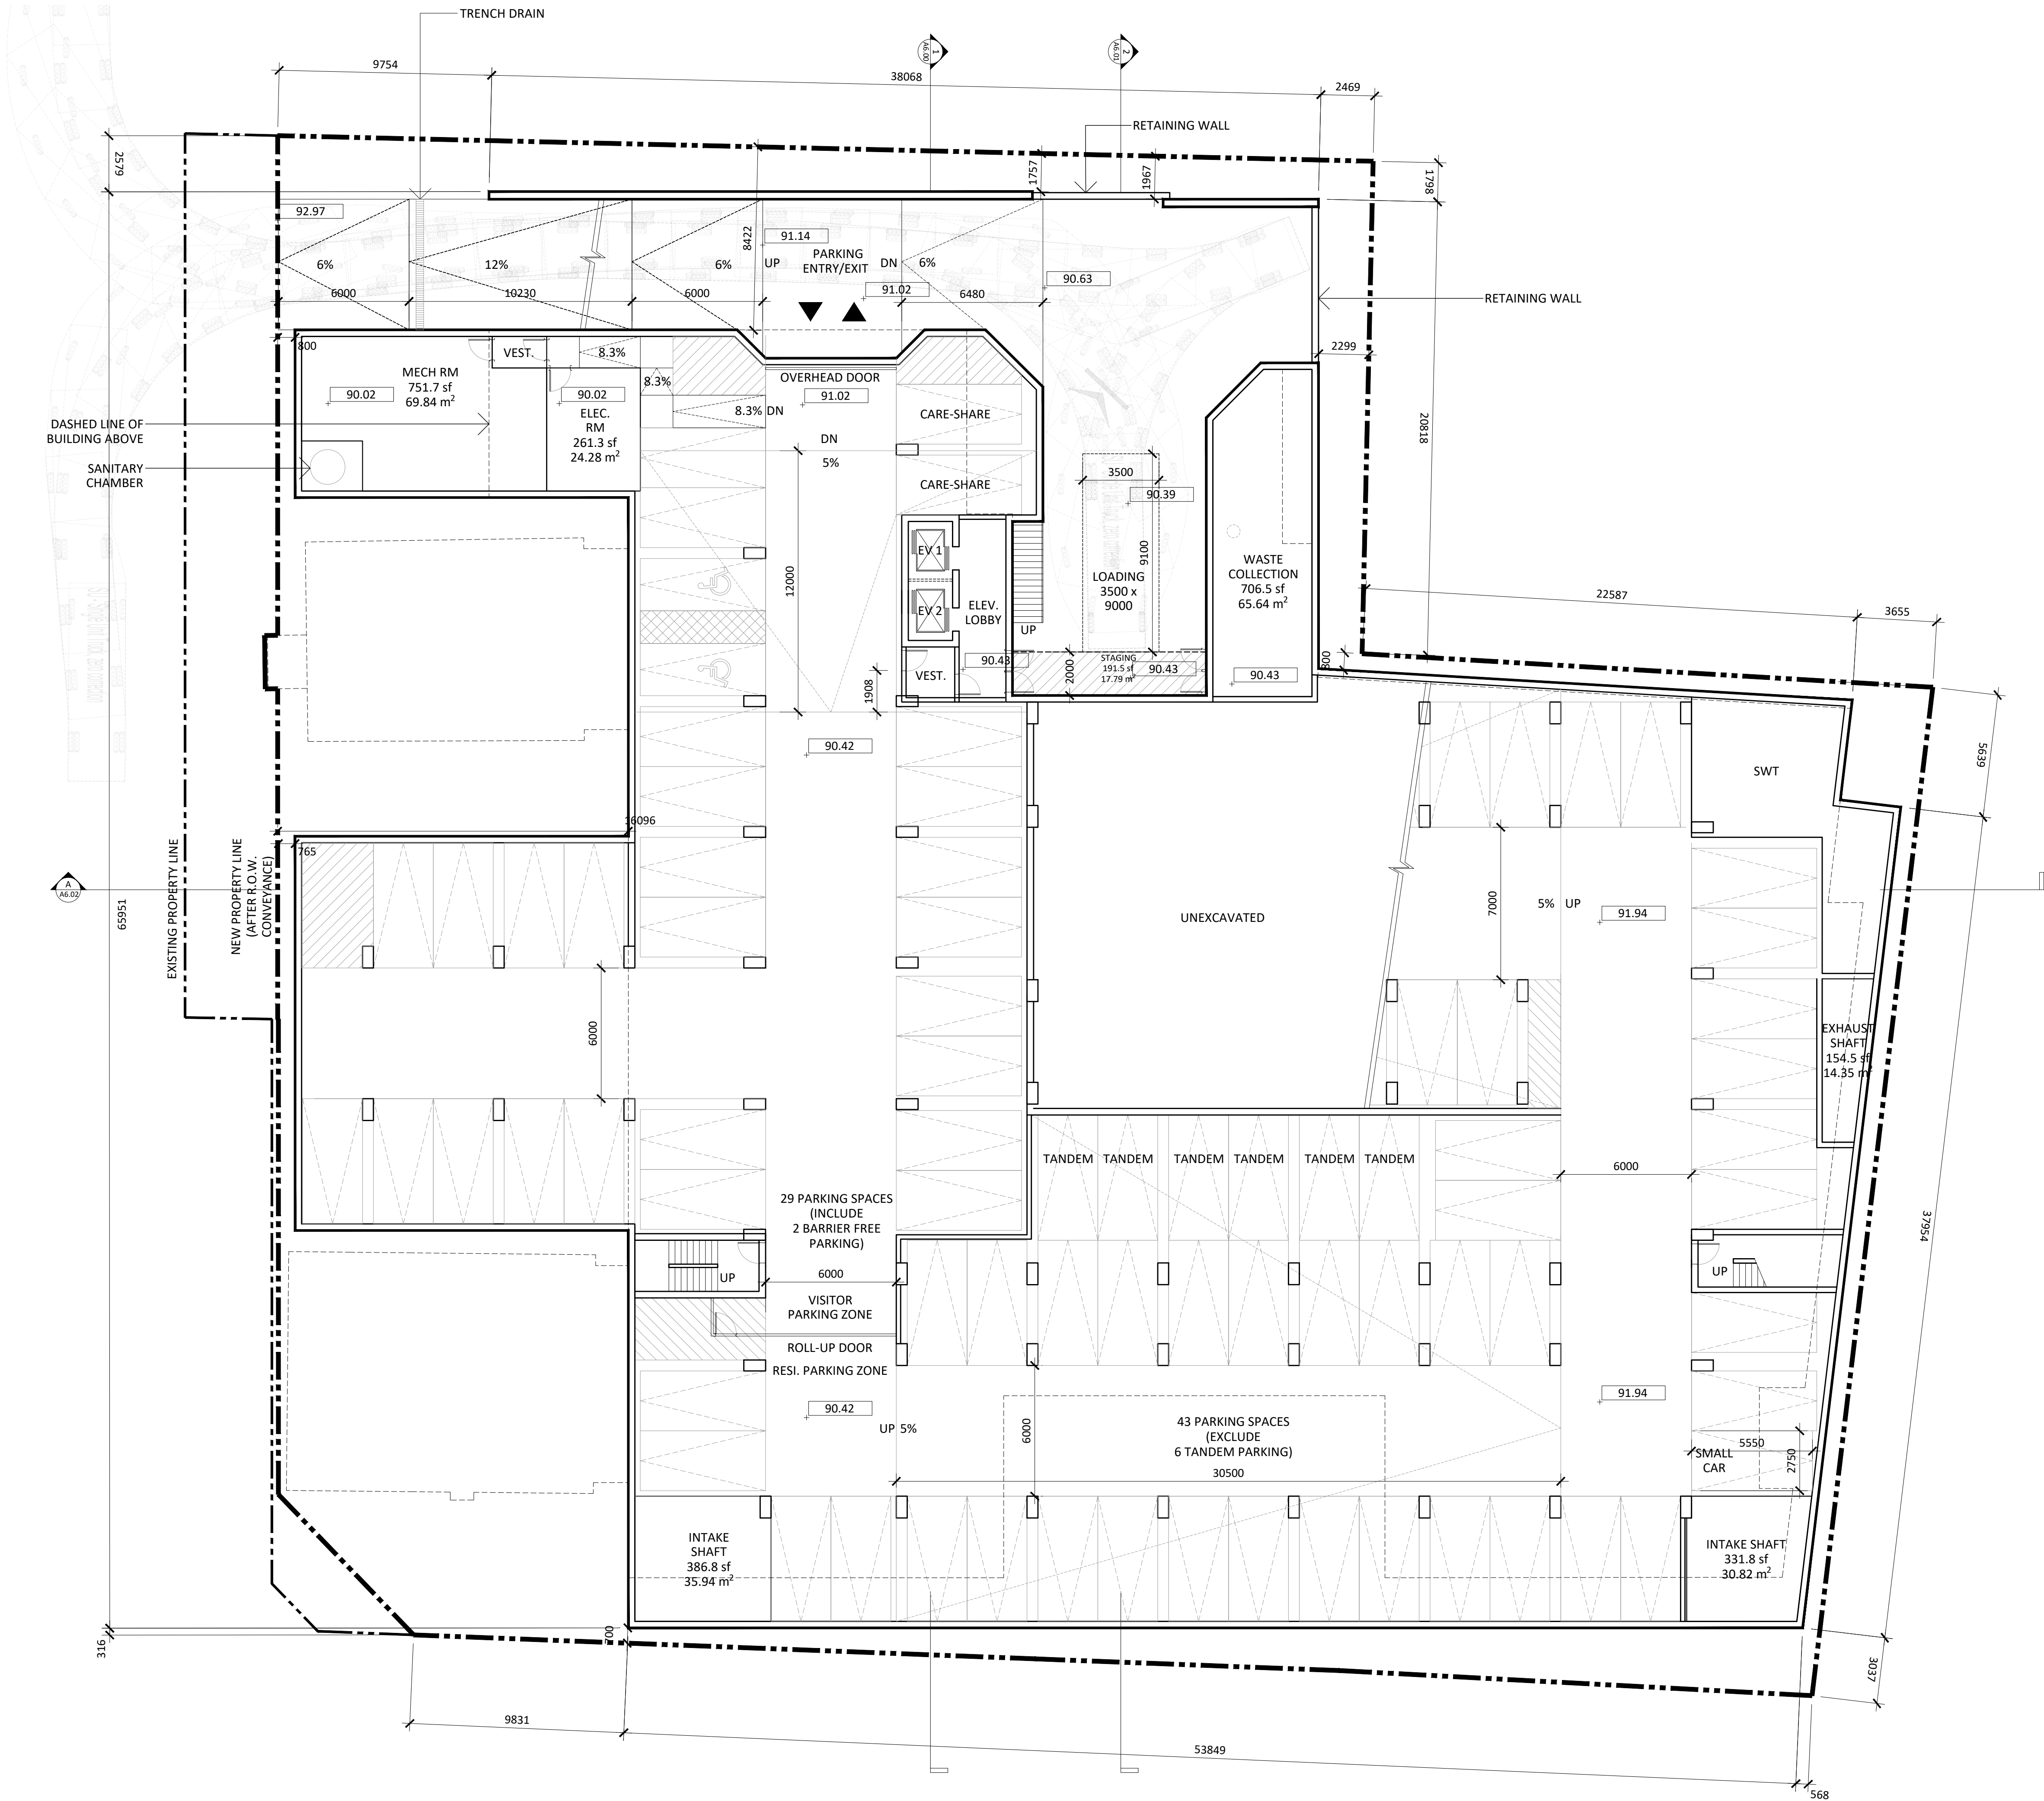 TRENCH DRAIN
1
A6.00
2
A6.01
9754
38068
2469
RETAINING WALL
2579
1757
1967
1798
92.97
8422
91.14
PARKING
ENTRY/EXIT
6%
12%
6%
UP
DN
6%
90.63
91.02
6000
10230
6000
6480
RETAINING WALL
800
VEST.
8.3%
2299
MECH RM
751.7 sf
69.84 m²
90.02
8.3%
OVERHEAD DOOR
91.02
90.02
ELEC.
RM
261.3 sf
24.28 m²
8.3% DN
CARE-SHARE
DASHED LINE OF
BUILDING ABOVE
DN
5%
20818
SANITARY
CHAMBER
CARE-SHARE
3500
90.39
EV.1
9100
WASTE
COLLECTION
706.5 sf
65.64 m²
LOADING
3500 x
9000
12000
EV.2
ELEV.
LOBBY
UP
22587
3655
90.43
STAGING
191.5 sf
17.79 m²
90.43
2000
800
VEST.
90.43
1908
5639
90.42
SWT
16096
765
EXISTING PROPERTY LINE
NEW PROPERTY LINE
(AFTER R.O.W.
CONVEYANCE)
A
A6.02
65951
UNEXCAVATED
7000
5% UP
91.94
6000
EXHAUST
SHAFT
154.5 sf
14.35 m²
TANDEM
TANDEM
TANDEM
TANDEM
TANDEM
TANDEM
6000
29 PARKING SPACES
(INCLUDE
2 BARRIER FREE
PARKING)
37954
UP
6000
UP
VISITOR
PARKING ZONE
ROLL-UP DOOR
RESI. PARKING ZONE
90.42
91.94
UP 5%
6000
43 PARKING SPACES
(EXCLUDE
6 TANDEM PARKING)
30500
5550
SMALL
CAR
2750
INTAKE
SHAFT
386.8 sf
35.94 m²
INTAKE SHAFT
331.8 sf
30.82 m²
316
700
3037
9831
53849
568